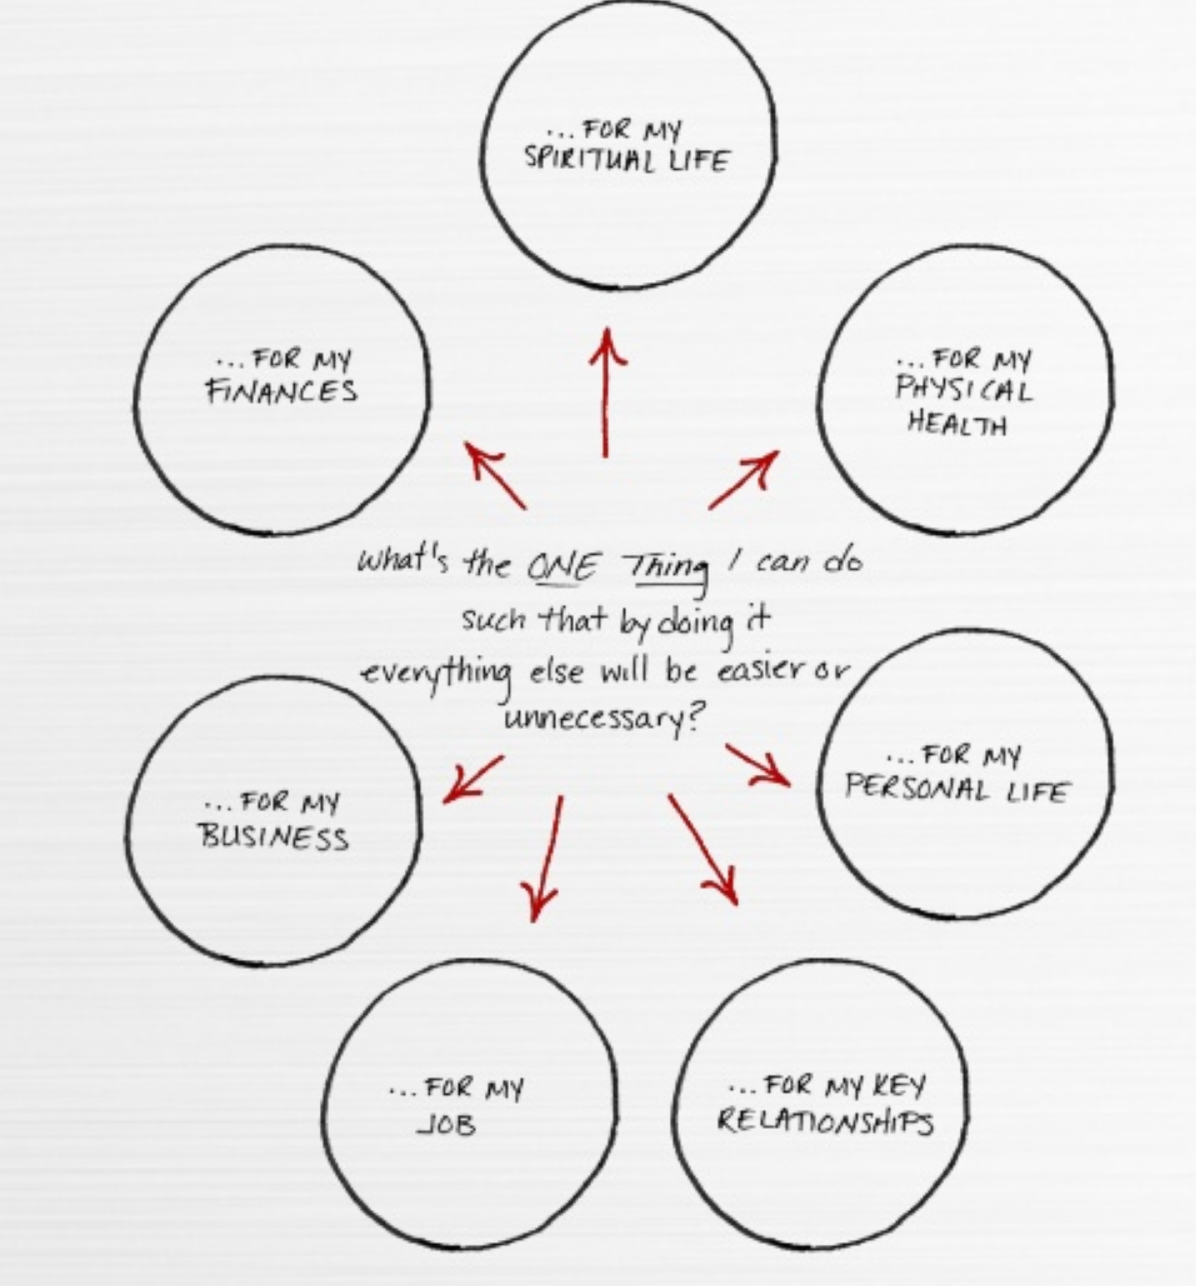 ... FOR MY
SPIRITUAL LIFE
... FOR MY
FINANCES
... FOR MY
PHYSICAL
HEALTH
what's the ONE Thing I can do
such that by doing it
everything else will be easier or
unnecessary?
... FOR MY
PERSONAL LIFE
... FOR MY
BUSINESS
... FOR MY
JOB
... FOR MY KEY
RELATIONSHIPS